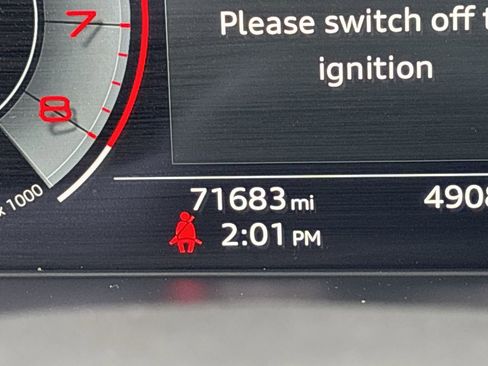 7
Please switch off t
ignition
8
x 1000
71683 mi
4908
2:01 PM